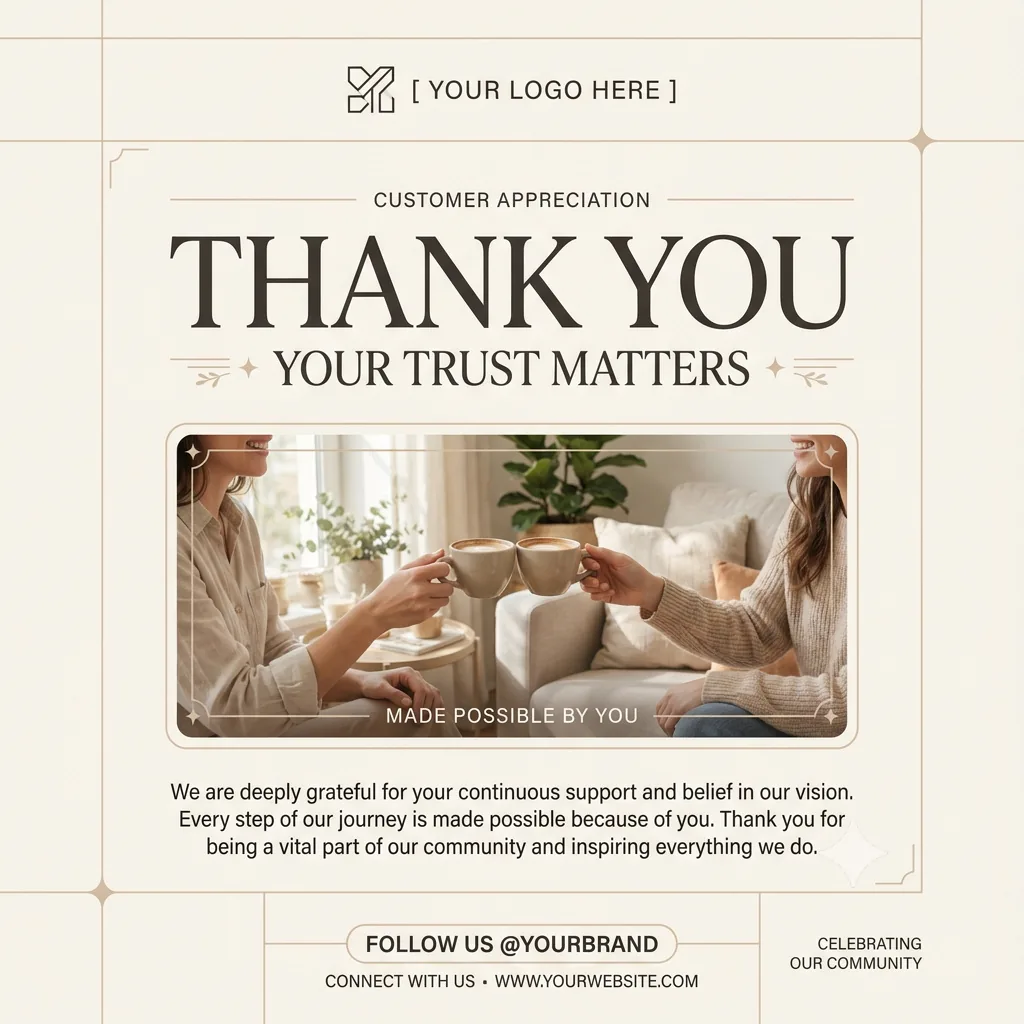 [ YOUR LOGO HERE ]
CUSTOMER APPRECIATION
THANK YOU
YOUR TRUST MATTERS
MADE POSSIBLE BY YOU
We are deeply grateful for your continuous support and belief in our vision.
Every step of our journey is made possible because of you. Thank you for
being a vital part of our community and inspiring everything we do.
FOLLOW US @YOURBRAND
CONNECT WITH US • WWW.YOURWEBSITE.COM
CELEBRATING
OUR COMMUNITY